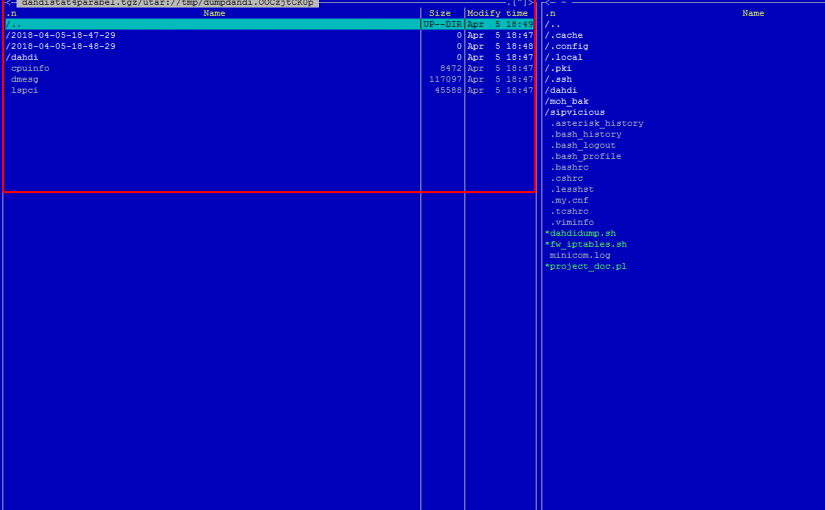 <- dahdistat4parabel.tgz/utar://tmp/dumpdahdi. .[^]>
.n Name Size Modify time
/.. UP--DIR Apr 5 18:49
/2018-04-05-18-47-29 0 Apr 5 18:47
/2018-04-05-18-48-29 0 Apr 5 18:48
/dahdi 0 Apr 5 18:47
cpuinfo 8472 Apr 5 18:47
dmesg 117097 Apr 5 18:47
lspci 45588 Apr 5 18:47
<- ~
.n Name
/..
/.cache
/.config
/.local
/.pki
/.ssh
/dahdi
/moh_bak
/sipvicious
.asterisk_history
.bash_history
.bash_logout
.bash_profile
.bashrc
.cshrc
.lesshst
.my.cnf
.tcshrc
.viminfo
*dahdidump.sh
*fw_iptables.sh
minicom.log
*project_doc.pl